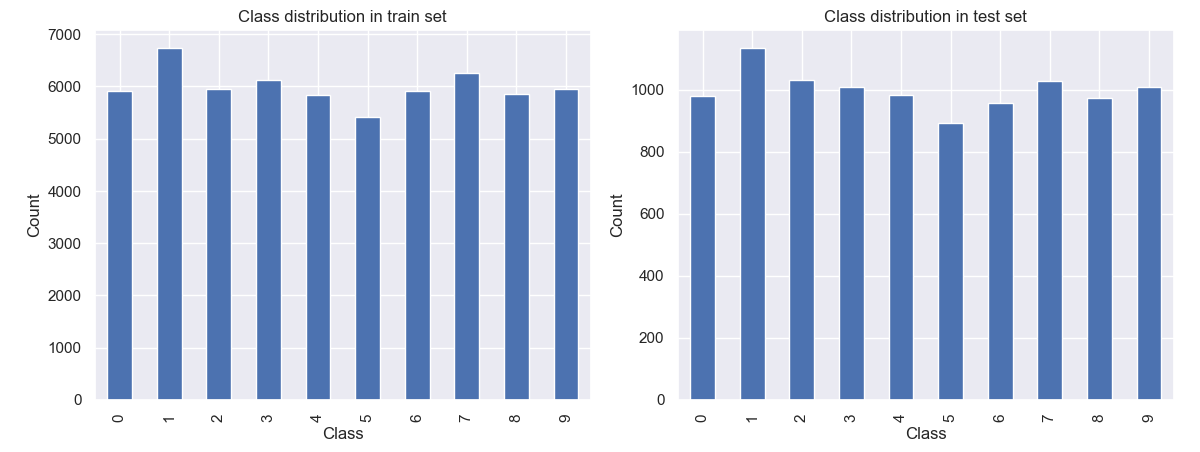 Class distribution in train set
7000
6000
5000
4000
3000
2000
1000
0
Count
0 1 2 3 4 5 6 7 8 9
Class
Class distribution in test set
1000
800
600
400
200
0
Count
0 1 2 3 4 5 6 7 8 9
Class